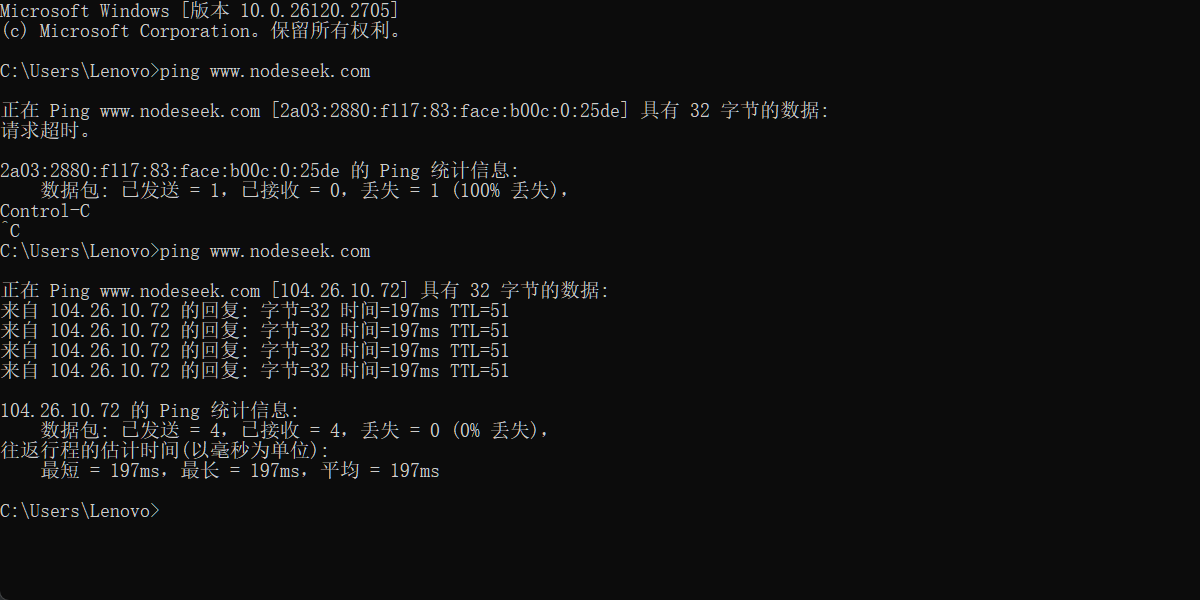 Microsoft Windows [版本 10.0.26120.2705]
(c) Microsoft Corporation。保留所有权利。
C:\Users\Lenovo>ping www.nodeseek.com
正在 Ping www.nodeseek.com [2a03:2880:f117:83:face:b00c:0:25de] 具有 32 字节的数据:
请求超时。
2a03:2880:f117:83:face:b00c:0:25de 的 Ping 统计信息:
    数据包: 已发送 = 1，已接收 = 0，丢失 = 1 (100% 丢失)，
Control-C
^C
C:\Users\Lenovo>ping www.nodeseek.com
正在 Ping www.nodeseek.com [104.26.10.72] 具有 32 字节的数据:
来自 104.26.10.72 的回复: 字节=32 时间=197ms TTL=51
来自 104.26.10.72 的回复: 字节=32 时间=197ms TTL=51
来自 104.26.10.72 的回复: 字节=32 时间=197ms TTL=51
来自 104.26.10.72 的回复: 字节=32 时间=197ms TTL=51
104.26.10.72 的 Ping 统计信息:
    数据包: 已发送 = 4，已接收 = 4，丢失 = 0 (0% 丢失)，
往返行程的估计时间(以毫秒为单位):
    最短 = 197ms，最长 = 197ms，平均 = 197ms
C:\Users\Lenovo>